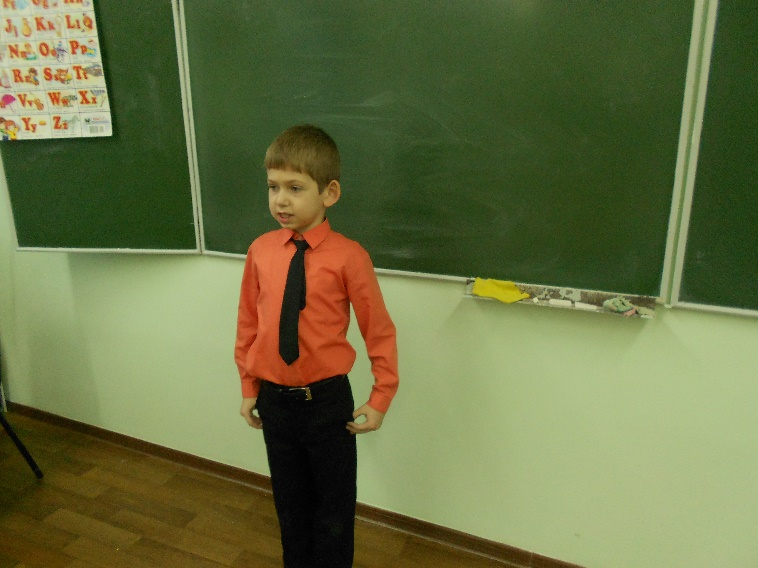 Jj Kk Ll
Nn Oo Pp
Rr Ss Tt
Vv Ww Xx
Yy Zz